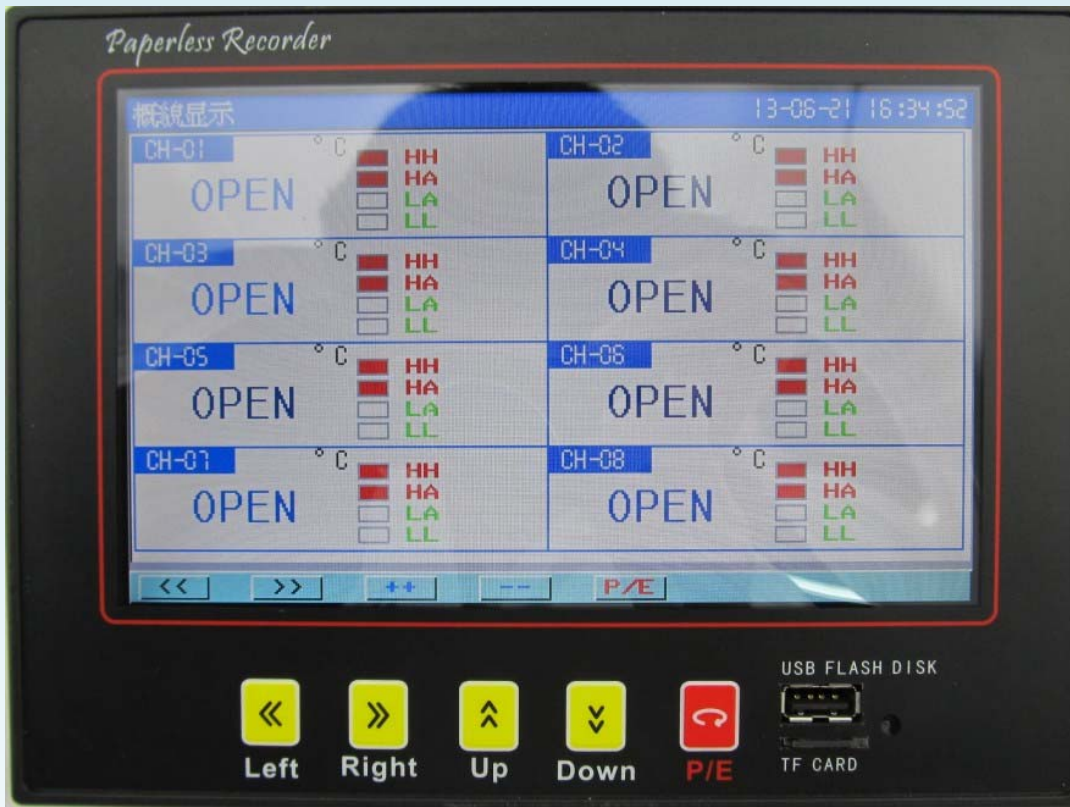 Paperless Recorder
概貌显示 13-06-21 16:34:52
CH-01 °C HH
HA
OPEN LA
LL
CH-02 °C HH
HA
OPEN LA
LL
CH-03 °C HH
HA
OPEN LA
LL
CH-04 °C HH
HA
OPEN LA
LL
CH-05 °C HH
HA
OPEN LA
LL
CH-06 °C HH
HA
OPEN LA
LL
CH-07 °C HH
HA
OPEN LA
LL
CH-08 °C HH
HA
OPEN LA
LL
<< >> ++ -- P/E
USB FLASH DISK
Left Right Up Down P/E
TF CARD